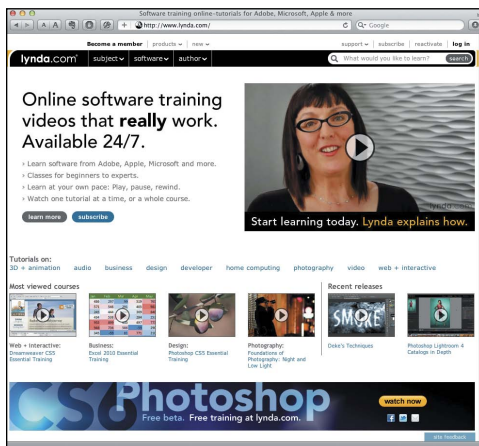 Software training online-tutorials for Adobe, Microsoft, Apple & more
A A + http://www.lynda.com/ Google
Become a member products new support subscribe reactivate log in
lynda.com subject software author What would you like to learn? search
Online software training
videos that really work.
Available 24/7.
› Learn software from Adobe, Apple, Microsoft and more.
› Classes for beginners to experts.
› Learn at your own pace: Play, pause, rewind.
› Watch one tutorial at a time, or a whole course.
learn more subscribe
lynda.com
Start learning today. Lynda explains how.
Tutorials on:
3D + animation audio business design developer home computing photography video web + interactive
Most viewed courses
Recent releases
SMOKE
Web + Interactive:
Dreamweaver CS5
Essential Training
Business:
Excel 2010 Essential
Training
Design:
Photoshop CS5 Essential
Training
Photography:
Foundations of
Photography: Night and
Low Light
Deke's Techniques
Photoshop Lightroom 4
Catalogs in Depth
CS6 Photoshop
Free beta. Free training at lynda.com.
watch now
site feedback